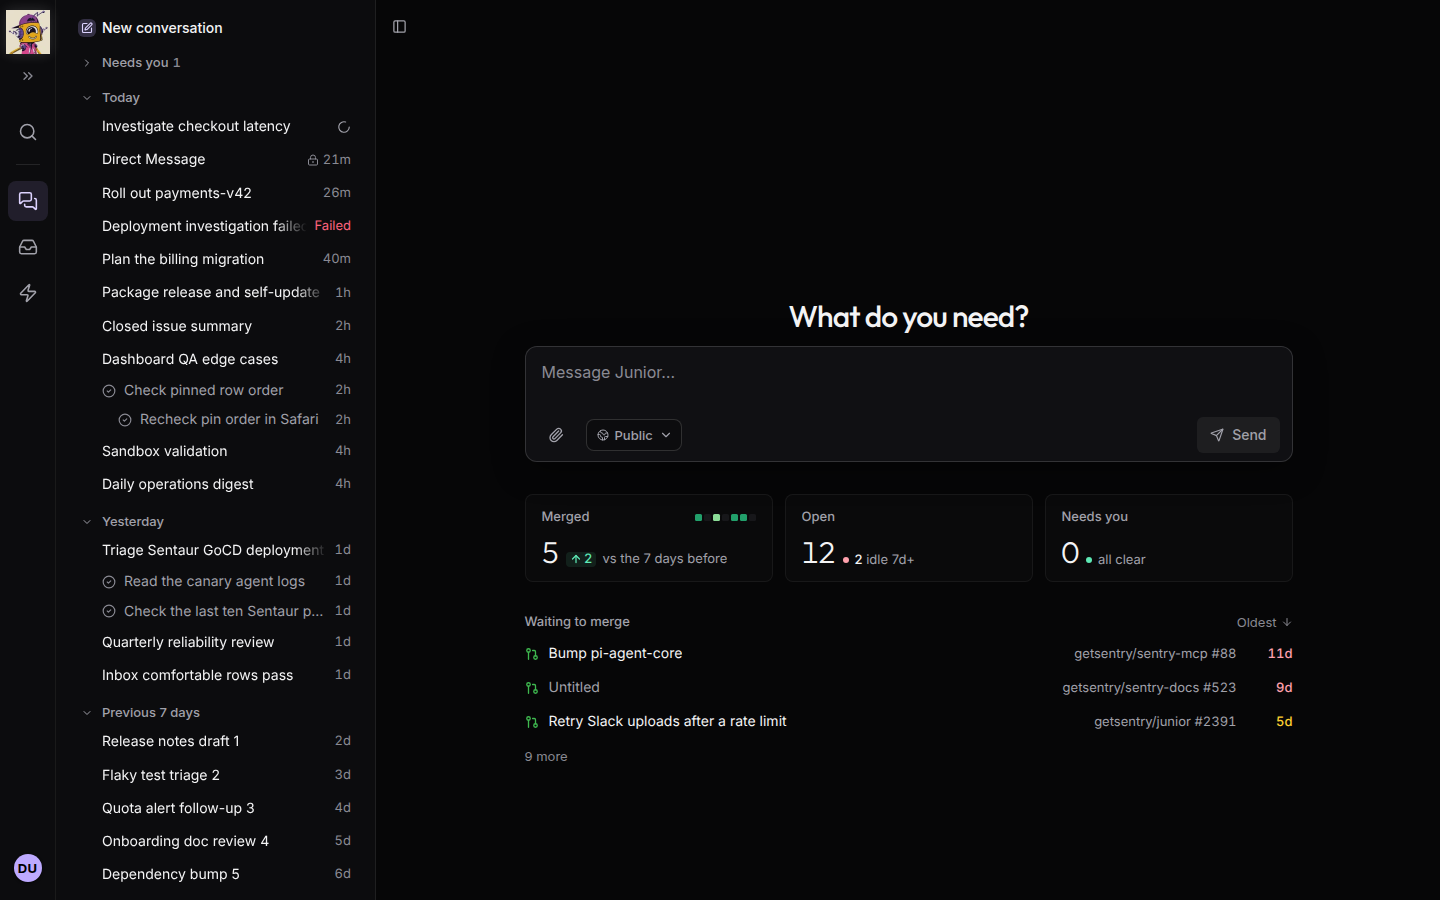 New conversation
Needs you 1
Today
Investigate checkout latency
Direct Message 21m
Roll out payments-v42 26m
Deployment investigation failed Failed
Plan the billing migration 40m
Package release and self-update 1h
Closed issue summary 2h
Dashboard QA edge cases 4h
Check pinned row order 2h
Recheck pin order in Safari 2h
Sandbox validation 4h
Daily operations digest 4h
Yesterday
Triage Sentaur GoCD deployment 1d
Read the canary agent logs 1d
Check the last ten Sentaur p... 1d
Quarterly reliability review 1d
Inbox comfortable rows pass 1d
Previous 7 days
Release notes draft 1 2d
Flaky test triage 2 3d
Quota alert follow-up 3 4d
Onboarding doc review 4 5d
Dependency bump 5 6d
DU
What do you need?
Message Junior...
Public
Send
Merged
5 2 vs the 7 days before
Open
12 2 idle 7d+
Needs you
0 all clear
Waiting to merge Oldest
Bump pi-agent-core getsentry/sentry-mcp #88 11d
Untitled getsentry/sentry-docs #523 9d
Retry Slack uploads after a rate limit getsentry/junior #2391 5d
9 more